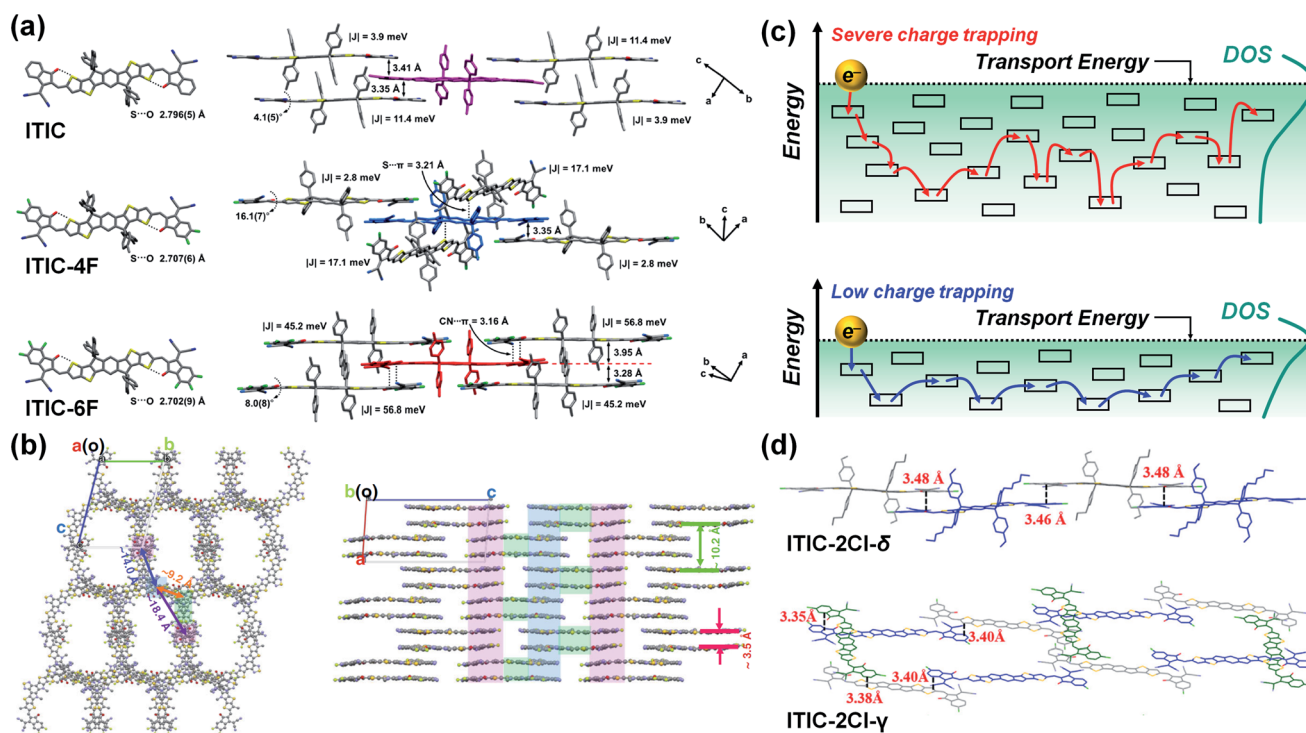 (a)
|J| = 3.9 meV
|J| = 11.4 meV
3.41 Å
3.35 Å
S···O 2.796(5) Å
4.1(5)°
|J| = 11.4 meV
|J| = 3.9 meV
c
a
b
ITIC
S···π = 3.21 Å
|J| = 17.1 meV
|J| = 2.8 meV
16.1(7)°
3.35 Å
c
b
a
S···O 2.707(6) Å
|J| = 17.1 meV
|J| = 2.8 meV
ITIC-4F
CN···π = 3.16 Å
|J| = 45.2 meV
|J| = 56.8 meV
3.95 Å
3.28 Å
b
c
a
S···O 2.702(9) Å
8.0(8)°
|J| = 56.8 meV
|J| = 45.2 meV
ITIC-6F
(b)
a(o)
b
c
~9.2
~18.4 Å
b(o)
c
a
~ 10.2 Å
~ 3.5 Å
(c)
Severe charge trapping
DOS
e–
Transport Energy
Energy
Low charge trapping
DOS
e–
Transport Energy
Energy
(d)
3.48 Å
3.48 Å
3.46 Å
ITIC-2Cl-δ
3.35Å
3.40Å
3.40Å
3.38Å
ITIC-2Cl-γ